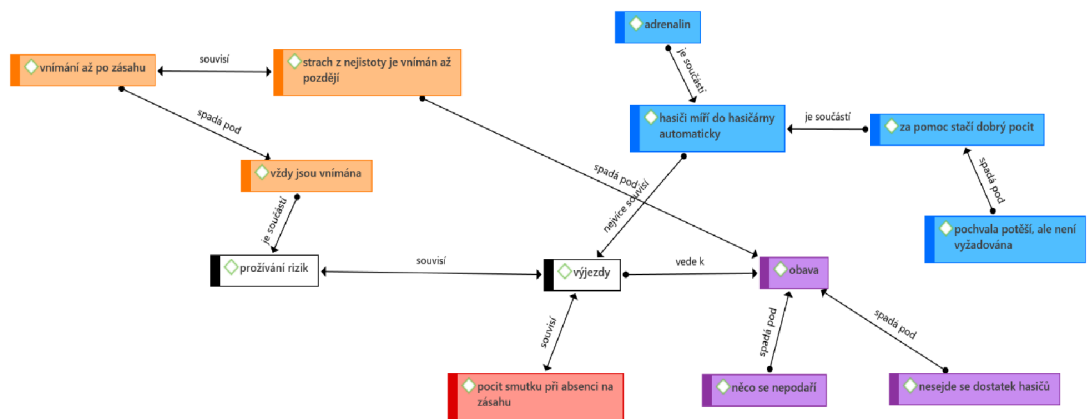 adrenalin
vnímání až po zásahu
souvisí
strach z nejistoty je vnímán až
později
je součástí
hasiči míří do hasičárny
automaticky
je součástí
za pomoc stačí dobrý pocit
spadá pod
vždy jsou vnímána
spadá pod
nejvíce souvisí
spadá pod
pochvala potěší, ale není
vyžadována
je součástí
prožívání rizik
souvisí
výjezdy
vede k
obava
souvisí
spadá pod
spadá pod
pocit smutku při absenci na
zásahu
něco se nepodaří
nesejde se dostatek hasičů